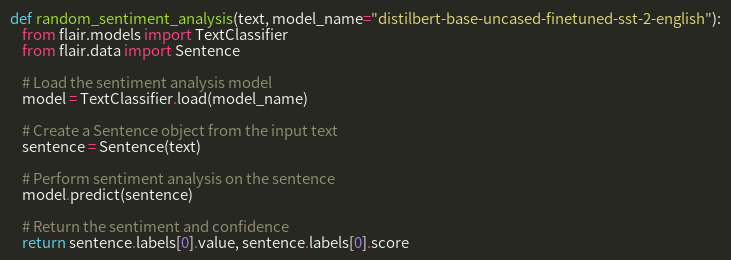 def random_sentiment_analysis(text, model_name="distilbert-base-uncased-finetuned-sst-2-english"):
from flair.models import TextClassifier
from flair.data import Sentence
# Load the sentiment analysis model
model = TextClassifier.load(model_name)
# Create a Sentence object from the input text
sentence = Sentence(text)
# Perform sentiment analysis on the sentence
model.predict(sentence)
# Return the sentiment and confidence
return sentence.labels[0].value, sentence.labels[0].score